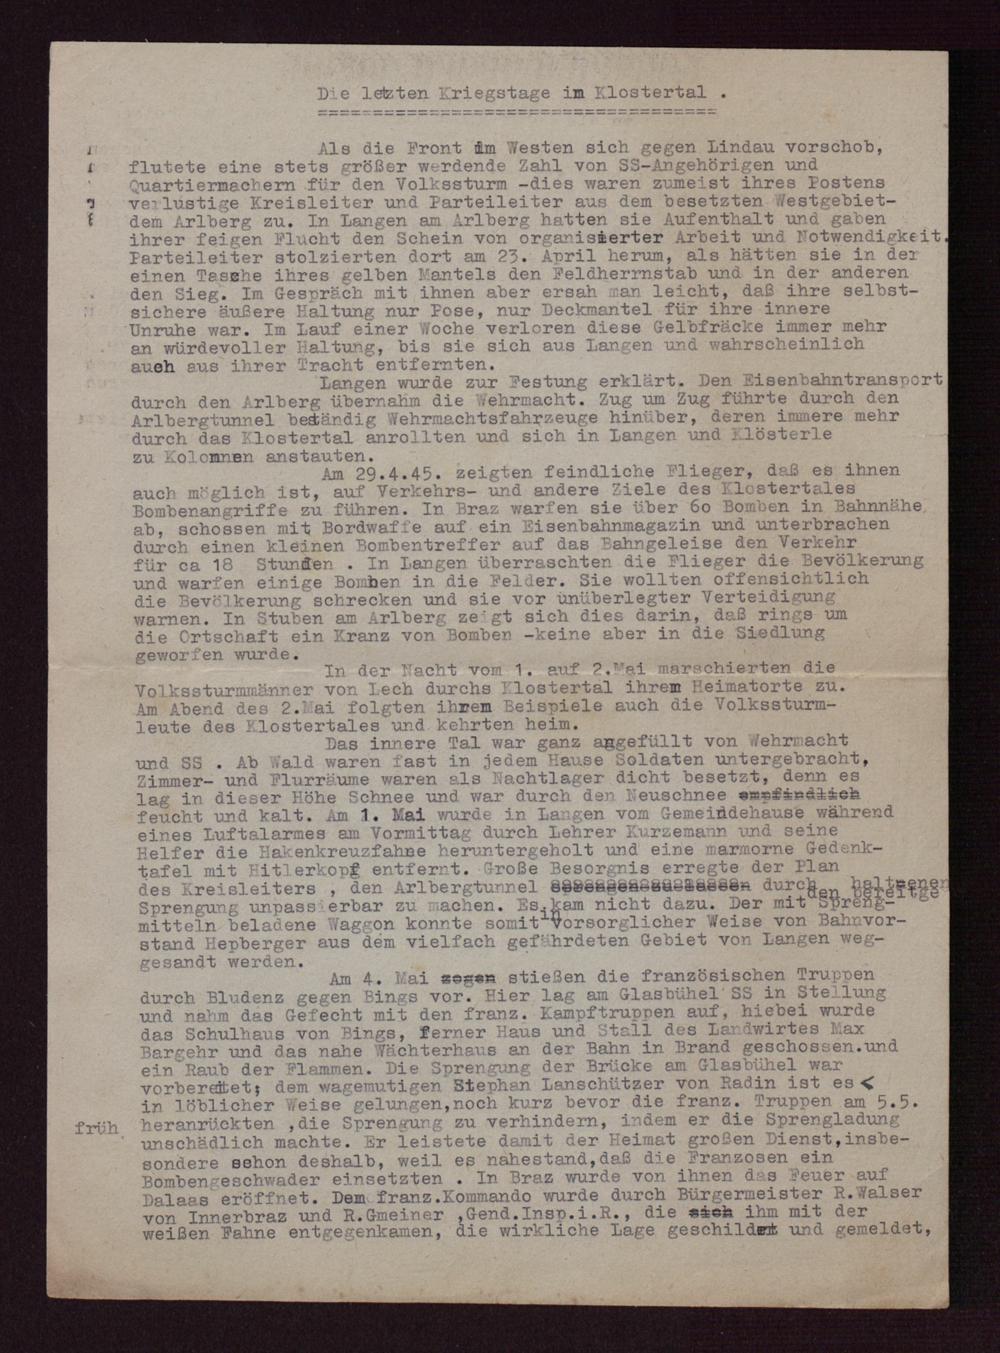 Die letzten Kriegstage im Klostertal .
=====================================
Als die Front im Westen sich gegen Lindau vorschob,
flutete eine stets größer werdende Zahl von SS-Angehörigen und
Quartiermachern für den Volkssturm -dies waren zumeist ihres Postens
verlustige Kreisleiter und Parteileiter aus dem besetzten Westgebiet-
dem Arlberg zu. In Langen am Arlberg hatten sie Aufenthalt und gaben
ihrer feigen Flucht den Schein von organisierter Arbeit und Notwendigkeit.
Parteileiter stolzierten dort am 23. April herum, als hätten sie in der
einen Tasche ihres gelben Mantels den Feldherrnstab und in der anderen
den Sieg. Im Gespräch mit ihnen aber ersah man leicht, daß ihre selbst-
sichere äußere Haltung nur Pose, nur Deckmantel für ihre innere
Unruhe war. Im Lauf einer Woche verloren diese Gelbfräcke immer mehr
an würdevoller Haltung, bis sie sich aus Langen und wahrscheinlich
auch aus ihrer Tracht entfernten.
Langen wurde zur Festung erklärt. Den Eisenbahntransport
durch den Arlberg übernahm die Wehrmacht. Zug um Zug führte durch den
Arlbergtunnel beständig Wehrmachtsfahrzeuge hinüber, deren immere mehr
durch das Klostertal anrollten und sich in Langen und Klösterle
zu Kolonnen anstauten.
Am 29.4.45. zeigten feindliche Flieger, daß es ihnen
auch möglich ist, auf Verkehrs- und andere Ziele des Klostertales
Bombenangriffe zu führen. In Braz warfen sie über 60 Bomben in Bahnnähe
ab, schossen mit Bordwaffe auf ein Eisenbahnmagazin und unterbrachen
durch einen kleinen Bombentreffer auf das Bahngeleise den Verkehr
für ca 18 Stunden . In Langen überraschten die Flieger die Bevölkerung
und warfen einige Bomben in die Felder. Sie wollten offensichtlich
die Bevölkerung schrecken und sie vor unüberlegter Verteidigung
warnen. In Stuben am Arlberg zeigt sich dies darin, daß rings um
die Ortschaft ein Kranz von Bomben -keine aber in die Siedlung
geworfen wurde.
In der Nacht vom 1. auf 2.Mai marschierten die
Volkssturmmänner von Lech durchs Klostertal ihrem Heimatorte zu.
Am Abend des 2.Mai folgten ihrem Beispiele auch die Volkssturm-
leute des Klostertales und kehrten heim.
Das innere Tal war ganz angefüllt von Wehrmacht
und SS . Ab Wald waren fast in jedem Hause Soldaten untergebracht,
Zimmer- und Flurräume waren als Nachtlager dicht besetzt, denn es
lag in dieser Höhe Schnee und war durch den Neuschnee empfindlich
feucht und kalt. Am 1. Mai wurde in Langen vom Gemeindehause während
eines Luftalarmes am Vormittag durch Lehrer Kurzemann und seine
Helfer die Hakenkreuzfahne heruntergeholt und eine marmorne Gedenk-
tafel mit Hitlerkopf entfernt. Große Besorgnis erregte der Plan
des Kreisleiters , den Arlbergtunnel durch
Sprengung unpassierbar zu machen. Es kam nicht dazu. Der mit den bereitgehaltenen Spreng-
mitteln beladene Waggon konnte somit in vorsorglicher Weise von Bahnvor-
stand Hepberger aus dem vielfach gefährdeten Gebiet von Langen weg-
gesandt werden.
Am 4. Mai zogen stießen die französischen Truppen
durch Bludenz gegen Bings vor. Hier lag am Glasbühel SS in Stellung
und nahm das Gefecht mit den franz. Kampftruppen auf, hiebei wurde
das Schulhaus von Bings, ferner Haus und Stall des Landwirtes Max
Bargehr und das nahe Wächterhaus an der Bahn in Brand geschossen.und
ein Raub der Flammen. Die Sprengung der Brücke am Glasbühel war
vorbereitet; dem wagemutigen Stephan Lanschützer von Radin ist es <
in löblicher Weise gelungen,noch kurz bevor die franz. Truppen am 5.5.
früh heranrückten ,die Sprengung zu verhindern, indem er die Sprengladung
unschädlich machte. Er leistete damit der Heimat großen Dienst,insbe-
sondere schon deshalb, weil es nahestand,daß die Franzosen ein
Bombengeschwader einsetzten . In Braz wurde von ihnen das Feuer auf
Dalaas eröffnet. Dem franz.Kommando wurde durch Bürgermeister R.Walser
von Innerbraz und R.Gmeiner ,Gend.Insp.i.R., die sich ihm mit der
weißen Fahne entgegenkamen, die wirkliche Lage geschildert und gemeldet,